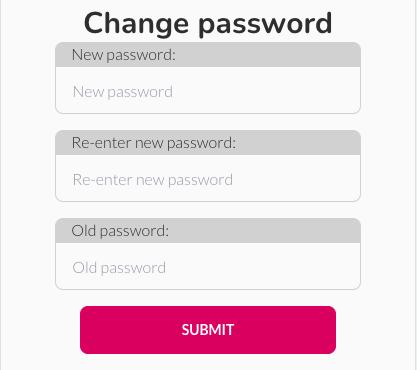 Change password
New password:
New password
Re-enter new password:
Re-enter new password
Old password:
Old password
SUBMIT